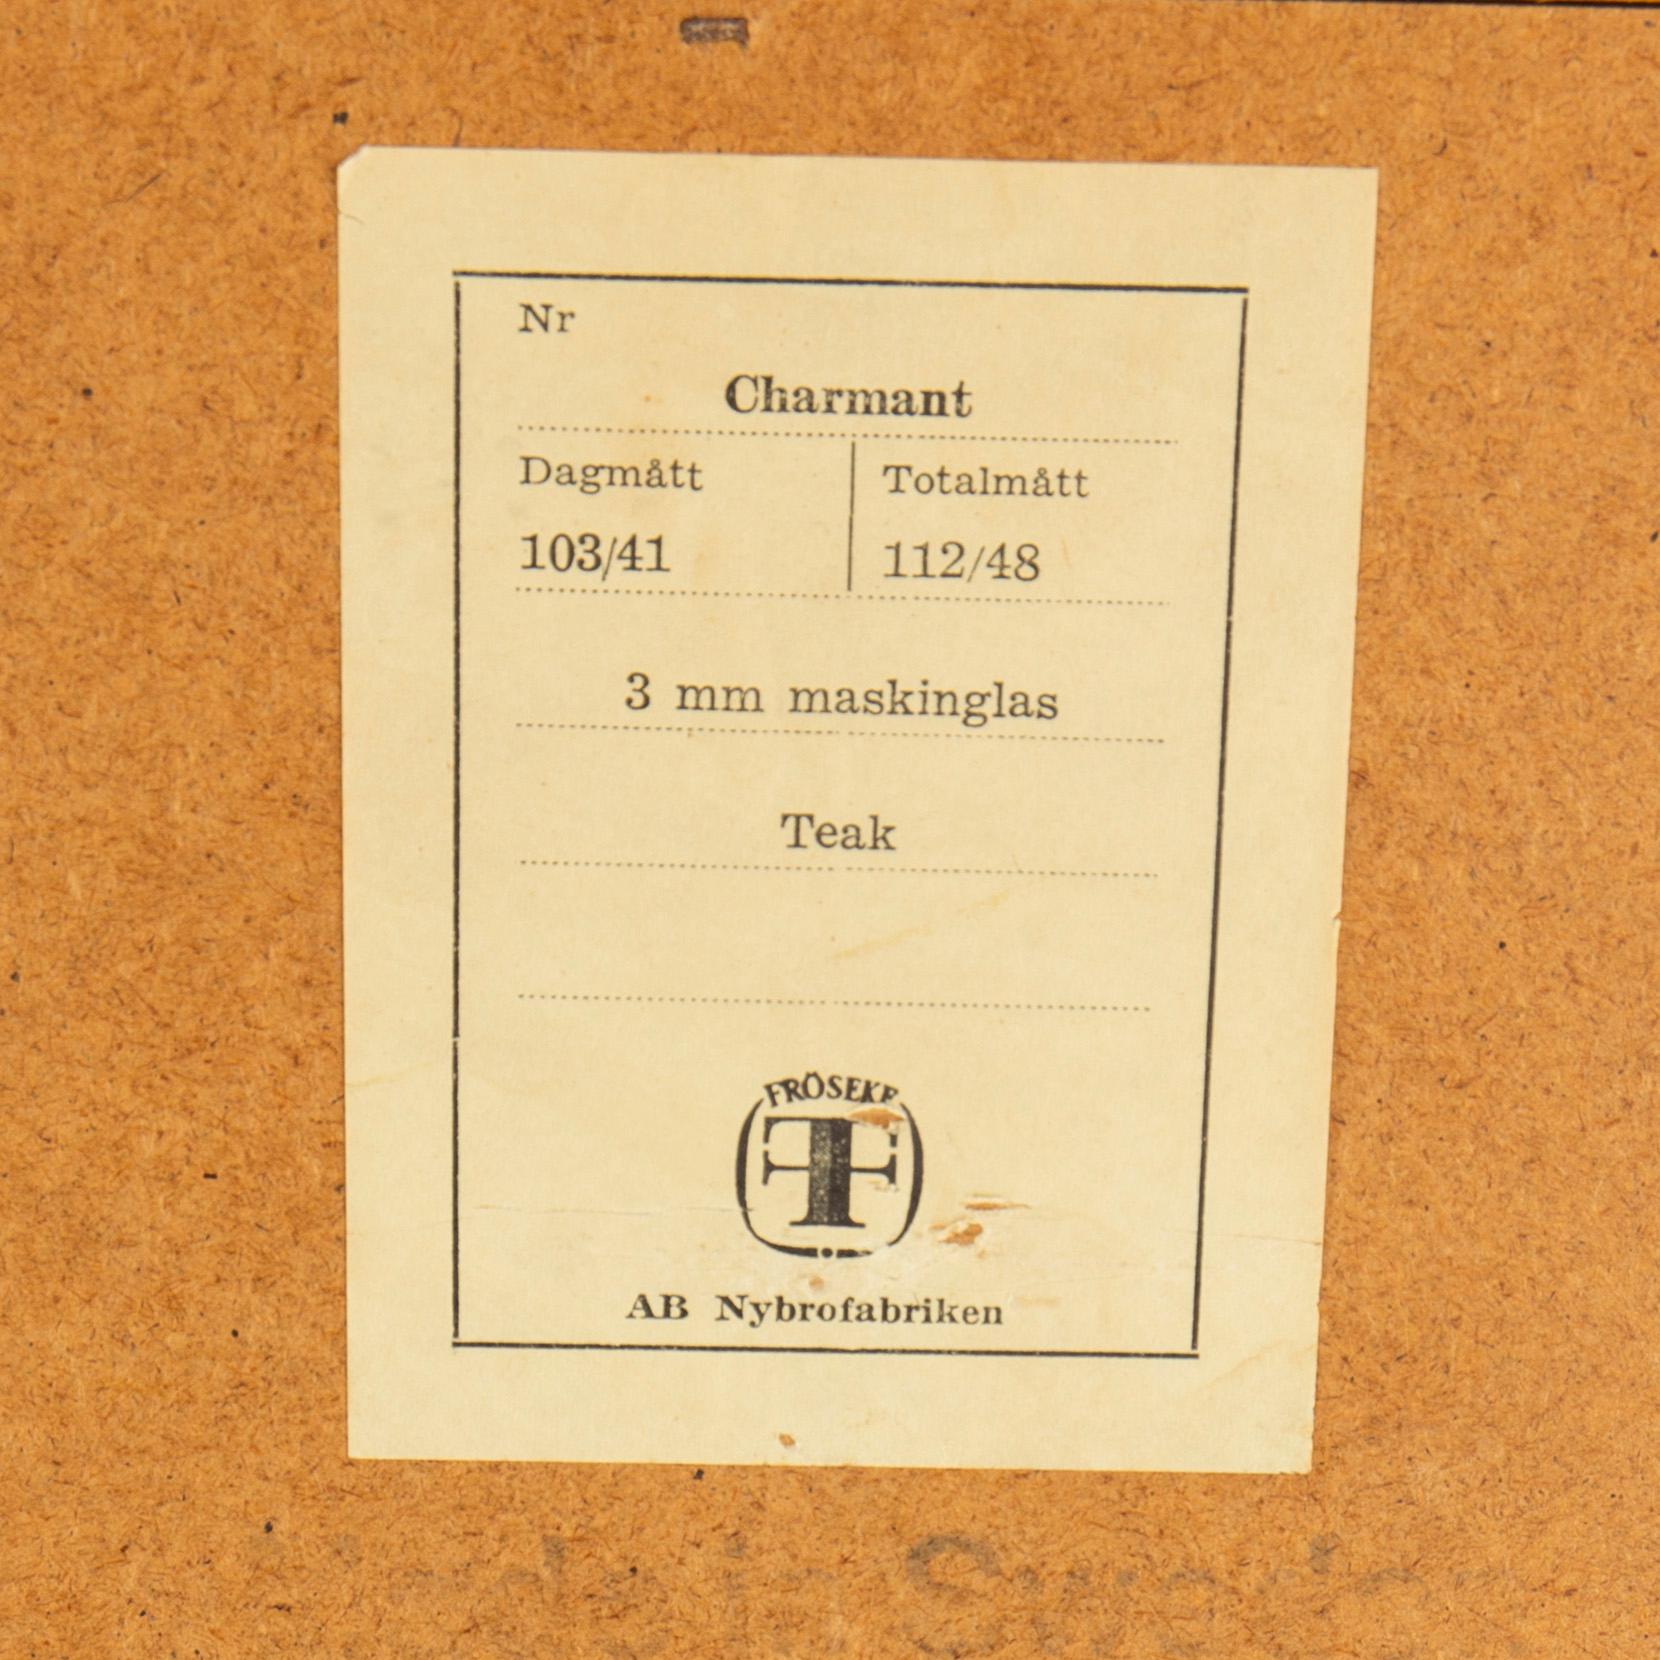 Nr
Charmant
Dagmått Totalmått
103/41 112/48
3 mm maskinglas
Teak
FRÖSEKE
F
AB Nybrofabriken